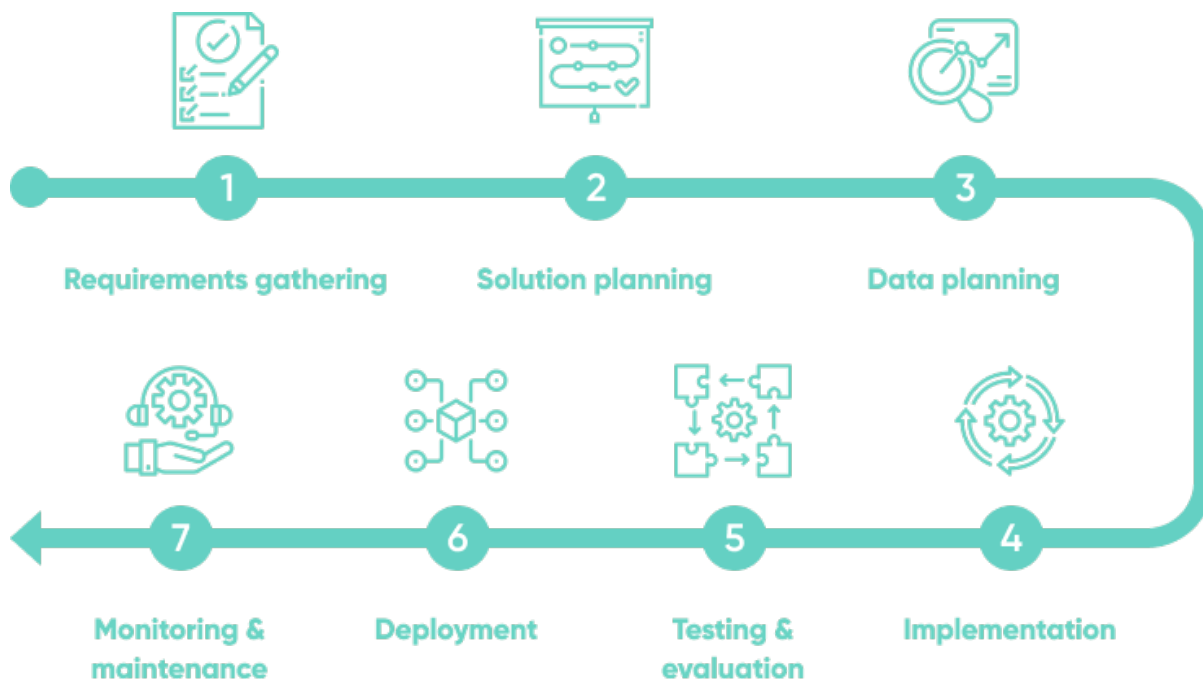 1
2
3
Requirements gathering
Solution planning
Data planning
7
6
5
4
Monitoring &
maintenance
Deployment
Testing &
evaluation
Implementation